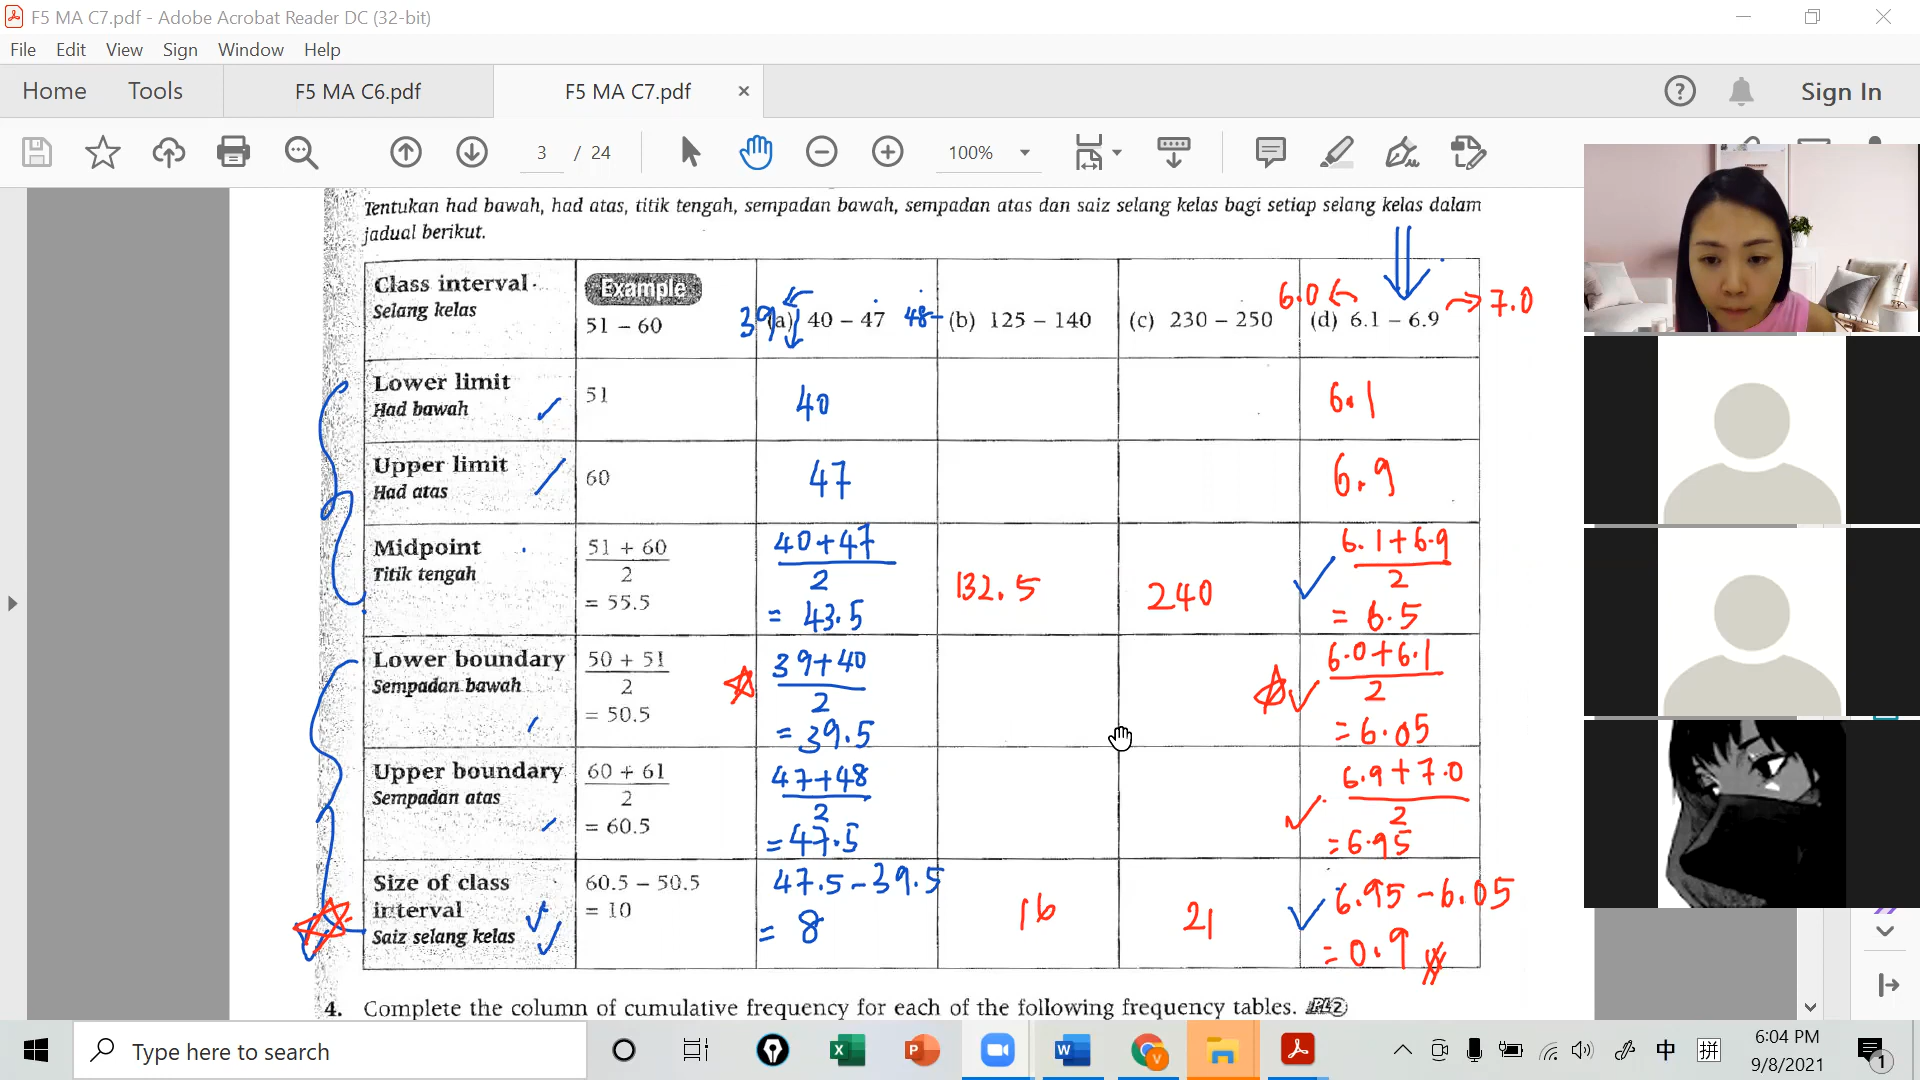 F5 MA C7.pdf - Adobe Acrobat Reader DC (32-bit)
File Edit View Sign Window Help
Home Tools F5 MA C6.pdf F5 MA C7.pdf × Sign In
3 / 24 100%
Tentukan had bawah, had atas, titik tengah, sempadan bawah, sempadan atas dan saiz selang kelas bagi setiap selang kelas dalam
jadual berikut.
Class interval
Selang kelas
Example
51 – 60
39
(a) 40 – 47
48
(b) 125 – 140
(c) 230 – 250
6.0
(d) 6.1 – 6.9
7.0
Lower limit
Had bawah
51
40
6.1
Upper limit
Had atas
60
47
6.9
Midpoint
Titik tengah
51 + 60
2
= 55.5
40+47
2
= 43.5
132.5
240
6.1+6.9
2
= 6.5
Lower boundary
Sempadan bawah
50 + 51
2
= 50.5
39+40
2
= 39.5
6.0+6.1
2
= 6.05
Upper boundary
Sempadan atas
60 + 61
2
= 60.5
47+48
2
= 47.5
6.9+7.0
2
= 6.95
Size of class
interval
Saiz selang kelas
60.5 – 50.5
= 10
47.5–39.5
= 8
16
21
6.95–6.05
= 0.9
4. Complete the column of cumulative frequency for each of the following frequency tables. PL2
Type here to search
中 拼
6:04 PM
9/8/2021
1